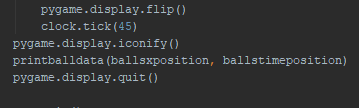 pygame.display.flip()
clock.tick(45)
pygame.display.iconify()
printballdata(ballsxposition, ballstimeposition)
pygame.display.quit()